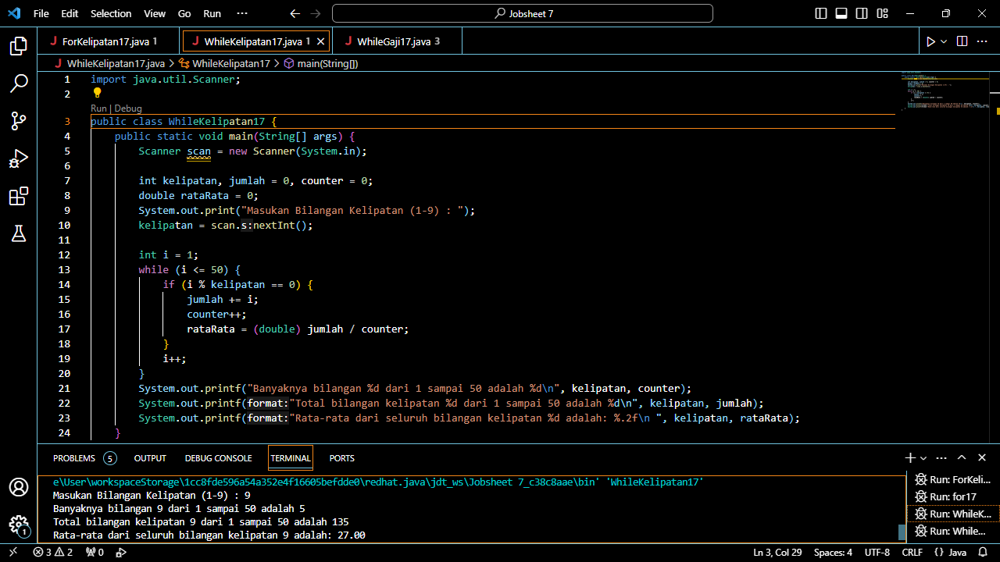 File Edit Selection View Go Run ··· Jobsheet 7
ForKelipatan17.java 1 WhileKelipatan17.java 1 WhileGaji17.java 3
WhileKelipatan17.java > WhileKelipatan17 > main(String[])
1 import java.util.Scanner;
2
Run | Debug
3 public class WhileKelipatan17 {
4 public static void main(String[] args) {
5 Scanner scan = new Scanner(System.in);
6
7 int kelipatan, jumlah = 0, counter = 0;
8 double rataRata = 0;
9 System.out.print("Masukan Bilangan Kelipatan (1-9) : ");
10 kelipatan = scan.s:nextInt();
11
12 int i = 1;
13 while (i <= 50) {
14 if (i % kelipatan == 0) {
15 jumlah += i;
16 counter++;
17 rataRata = (double) jumlah / counter;
18 }
19 i++;
20 }
21 System.out.printf("Banyaknya bilangan %d dari 1 sampai 50 adalah %d\n", kelipatan, counter);
22 System.out.printf(format:"Total bilangan kelipatan %d dari 1 sampai 50 adalah %d\n", kelipatan, jumlah);
23 System.out.printf(format:"Rata-rata dari seluruh bilangan kelipatan %d adalah: %.2f\n ", kelipatan, rataRata);
24 }
PROBLEMS 5 OUTPUT DEBUG CONSOLE TERMINAL PORTS
e\User\workspaceStorage\1cc8fde596a54a352e4f16605befdde0\redhat.java\jdt_ws\Jobsheet 7_c38c8aae\bin' 'WhileKelipatan17'
Masukan Bilangan Kelipatan (1-9) : 9
Banyaknya bilangan 9 dari 1 sampai 50 adalah 5
Total bilangan kelipatan 9 dari 1 sampai 50 adalah 135
Rata-rata dari seluruh bilangan kelipatan 9 adalah: 27.00
Run: ForKeli...
Run: for17
Run: WhileK...
Run: While...
1
3 2 0 Ln 3, Col 29 Spaces: 4 UTF-8 CRLF {} Java